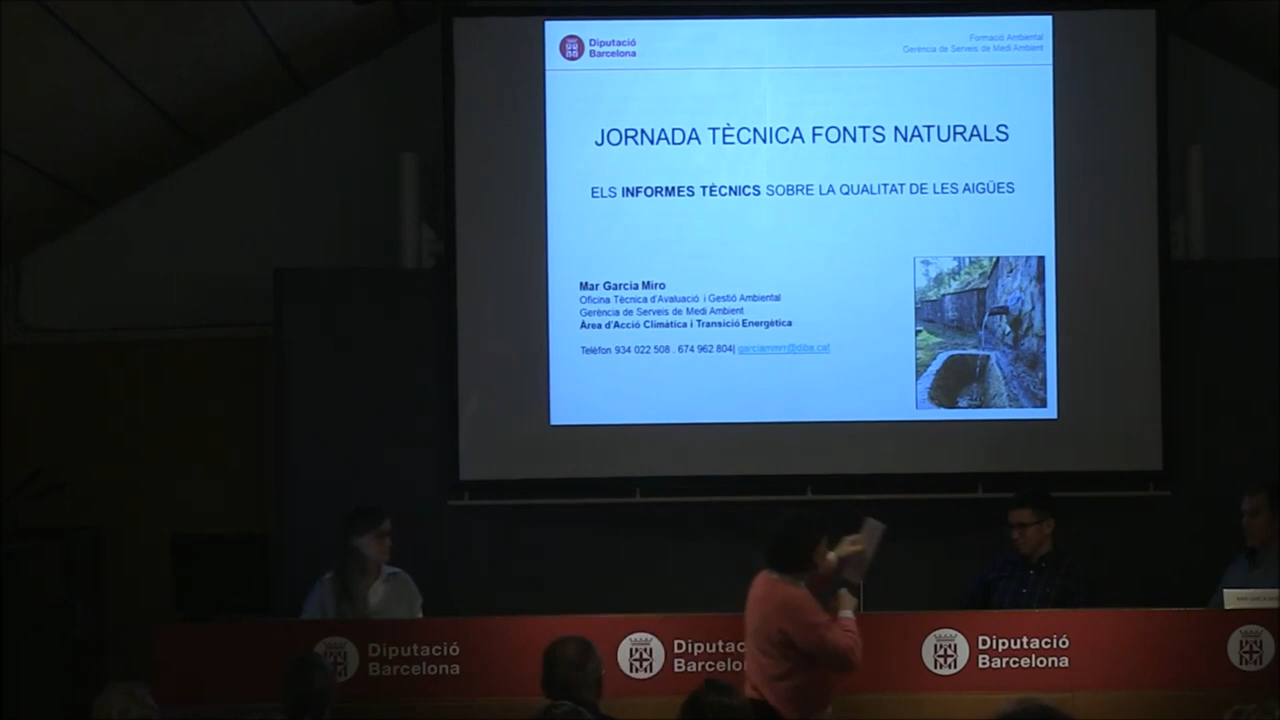 Diputació
Barcelona
Formació Ambiental
Gerència de Serveis de Medi Ambient
JORNADA TÈCNICA FONTS NATURALS
ELS INFORMES TÈCNICS SOBRE LA QUALITAT DE LES AIGÜES
Mar Garcia Miro
Oficina Tècnica d'Avaluació i Gestió Ambiental
Gerència de Serveis de Medi Ambient
Àrea d'Acció Climàtica i Transició Energètica
Telèfon 934 022 508 . 674 962 804|
Diputació
Barcelona
Diputac
Barcelo
Diputació
Barcelona